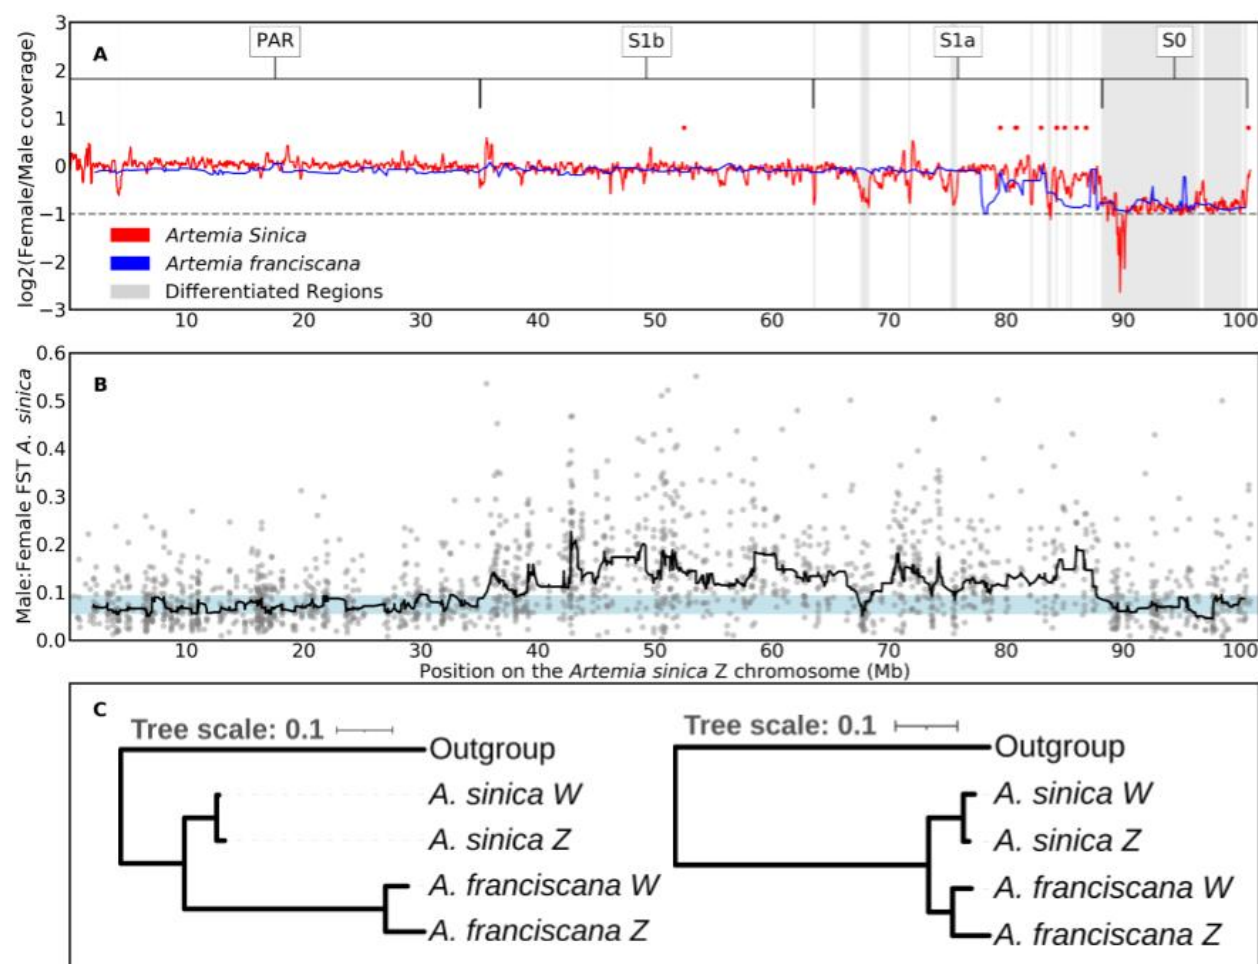 A
PAR
S1b
S1a
S0
log2(Female/Male coverage)
3
2
1
0
−1
−2
−3
Artemia Sinica
Artemia franciscana
Differentiated Regions
10 20 30 40 50 60 70 80 90 100
B
Male:Female FST A. sinica
0.6
0.5
0.4
0.3
0.2
0.1
0.0
10 20 30 40 50 60 70 80 90 100
Position on the Artemia sinica Z chromosome (Mb)
C
Tree scale: 0.1
Outgroup
A. sinica W
A. sinica Z
A. franciscana W
A. franciscana Z
Tree scale: 0.1
Outgroup
A. sinica W
A. sinica Z
A. franciscana W
A. franciscana Z